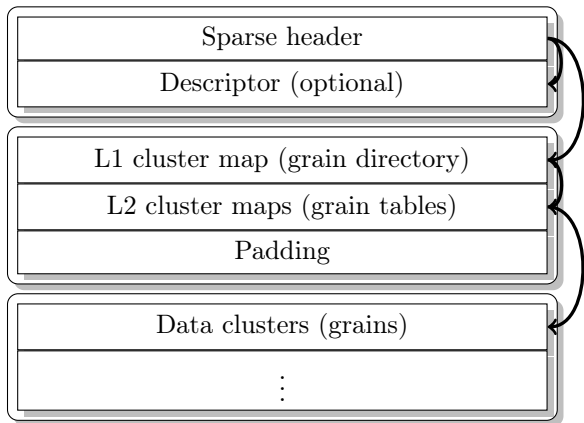 Sparse header
Descriptor (optional)
L1 cluster map (grain directory)
L2 cluster maps (grain tables)
Padding
Data clusters (grains)
⋮